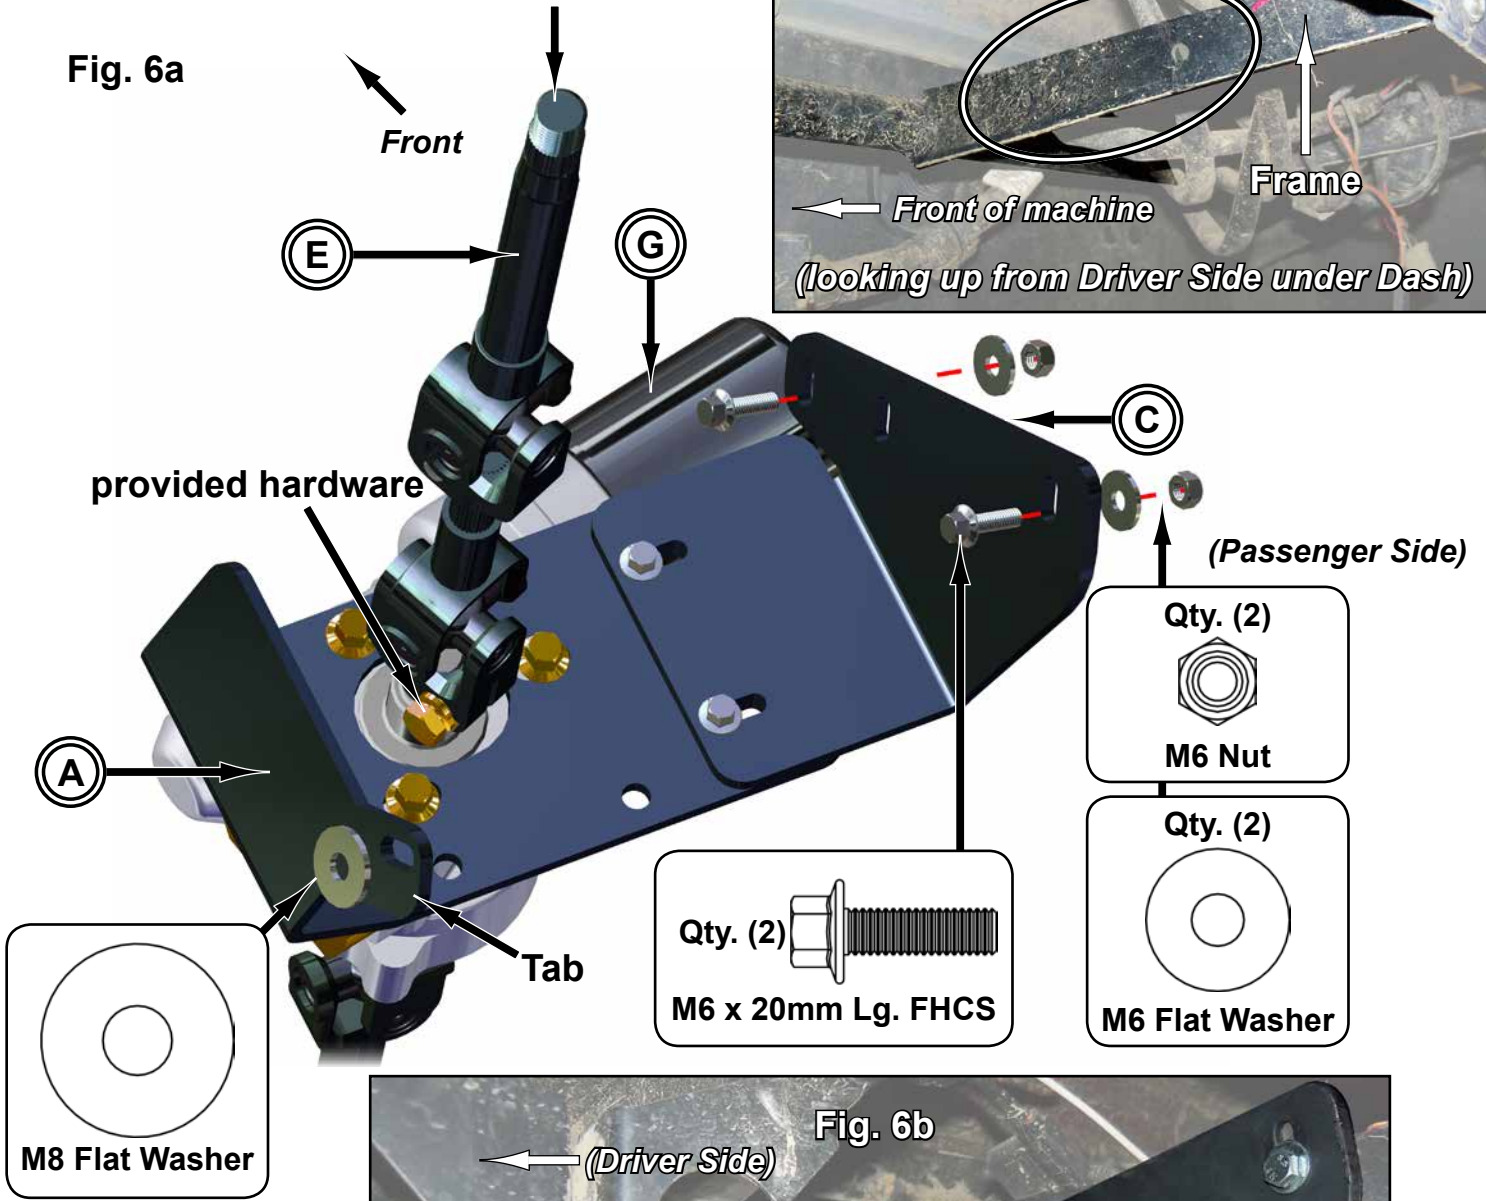 Fig. 6a
Front
Frame
Front of machine
(looking up from Driver Side under Dash)
E
G
C
provided hardware
(Passenger Side)
Qty. (2)
M6 Nut
A
Qty. (2)
M6 Flat Washer
Qty. (2)
M6 x 20mm Lg. FHCS
Tab
M8 Flat Washer
Fig. 6b
(Driver Side)